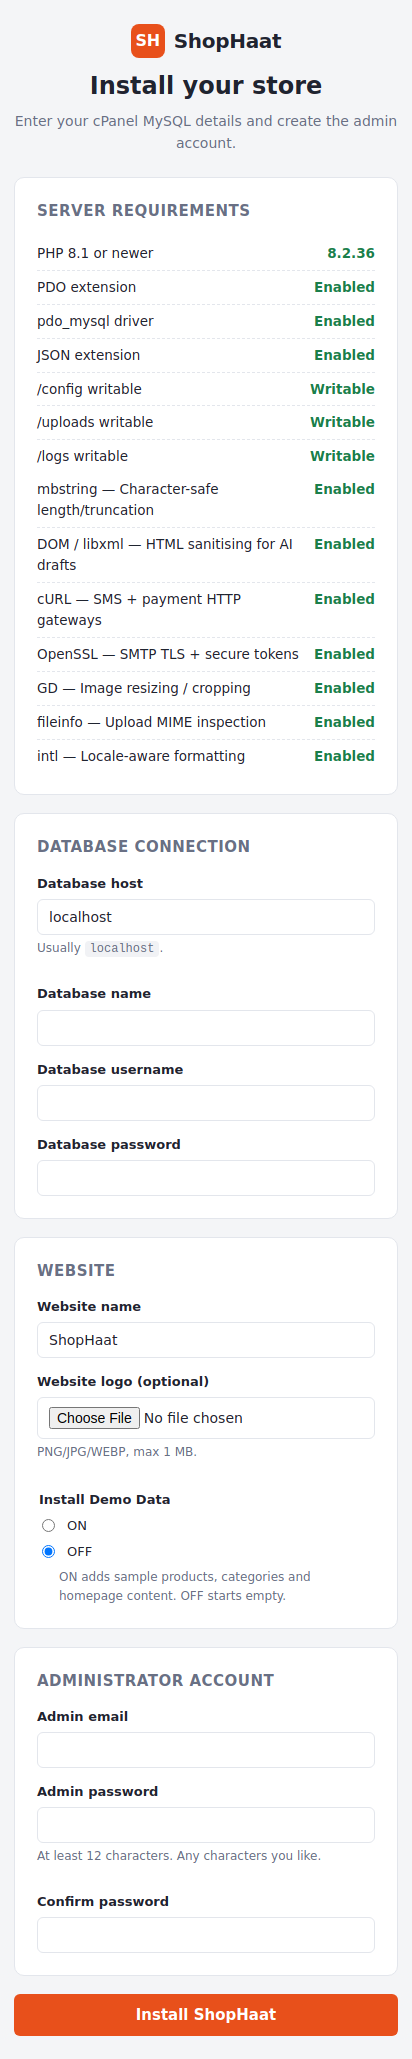 SH ShopHaat
Install your store
Enter your cPanel MySQL details and create the admin
account.
SERVER REQUIREMENTS
PHP 8.1 or newer 8.2.36
PDO extension Enabled
pdo_mysql driver Enabled
JSON extension Enabled
/config writable Writable
/uploads writable Writable
/logs writable Writable
mbstring — Character-safe Enabled
length/truncation
DOM / libxml — HTML sanitising for AI Enabled
drafts
cURL — SMS + payment HTTP Enabled
gateways
OpenSSL — SMTP TLS + secure tokens Enabled
GD — Image resizing / cropping Enabled
fileinfo — Upload MIME inspection Enabled
intl — Locale-aware formatting Enabled
DATABASE CONNECTION
Database host
localhost
Usually localhost.
Database name
Database username
Database password
WEBSITE
Website name
ShopHaat
Website logo (optional)
Choose File No file chosen
PNG/JPG/WEBP, max 1 MB.
Install Demo Data
ON
OFF
ON adds sample products, categories and
homepage content. OFF starts empty.
ADMINISTRATOR ACCOUNT
Admin email
Admin password
At least 12 characters. Any characters you like.
Confirm password
Install ShopHaat